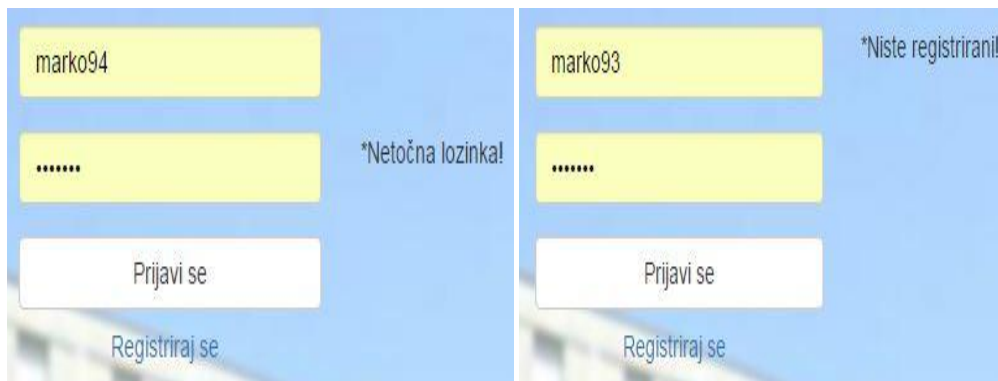 marko94
•••••••
*Netočna lozinka!
Prijavi se
Registriraj se
marko93
*Niste registrirani!
•••••••
Prijavi se
Registriraj se